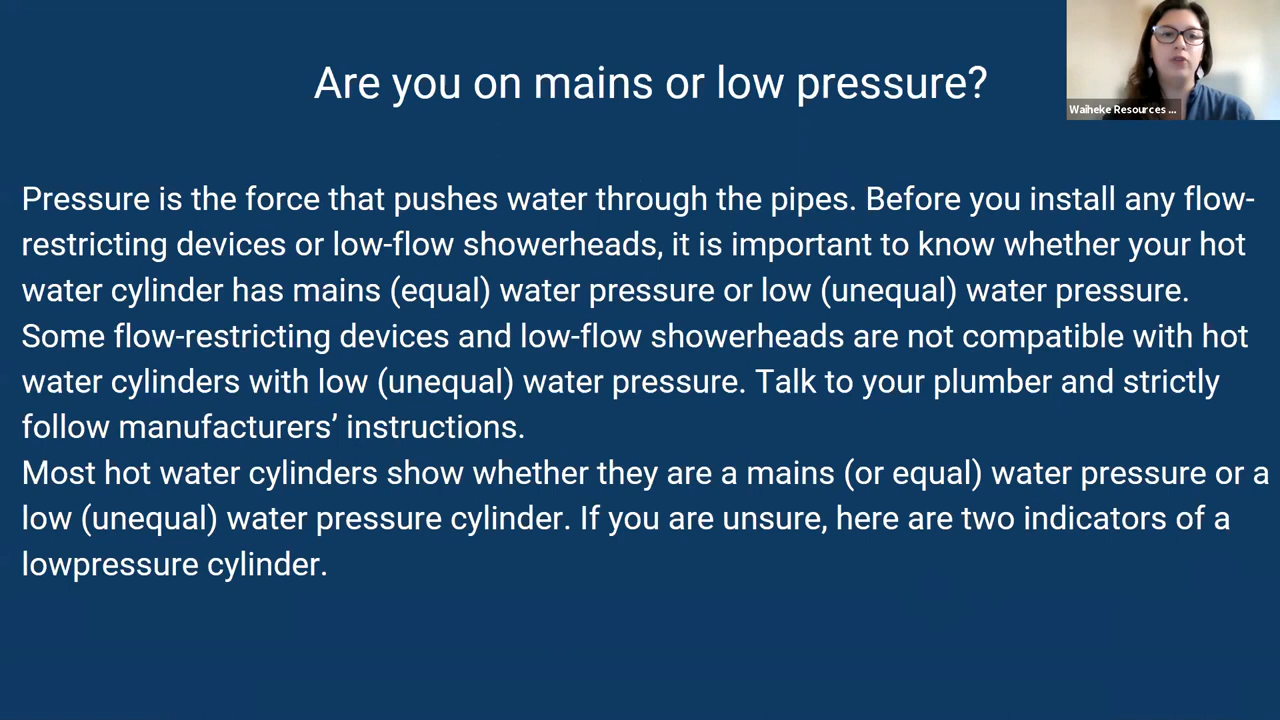 Are you on mains or low pressure?
Waiheke Resources ...
Pressure is the force that pushes water through the pipes. Before you install any flow-
restricting devices or low-flow showerheads, it is important to know whether your hot
water cylinder has mains (equal) water pressure or low (unequal) water pressure.
Some flow-restricting devices and low-flow showerheads are not compatible with hot
water cylinders with low (unequal) water pressure. Talk to your plumber and strictly
follow manufacturers’ instructions.
Most hot water cylinders show whether they are a mains (or equal) water pressure or a
low (unequal) water pressure cylinder. If you are unsure, here are two indicators of a
lowpressure cylinder.